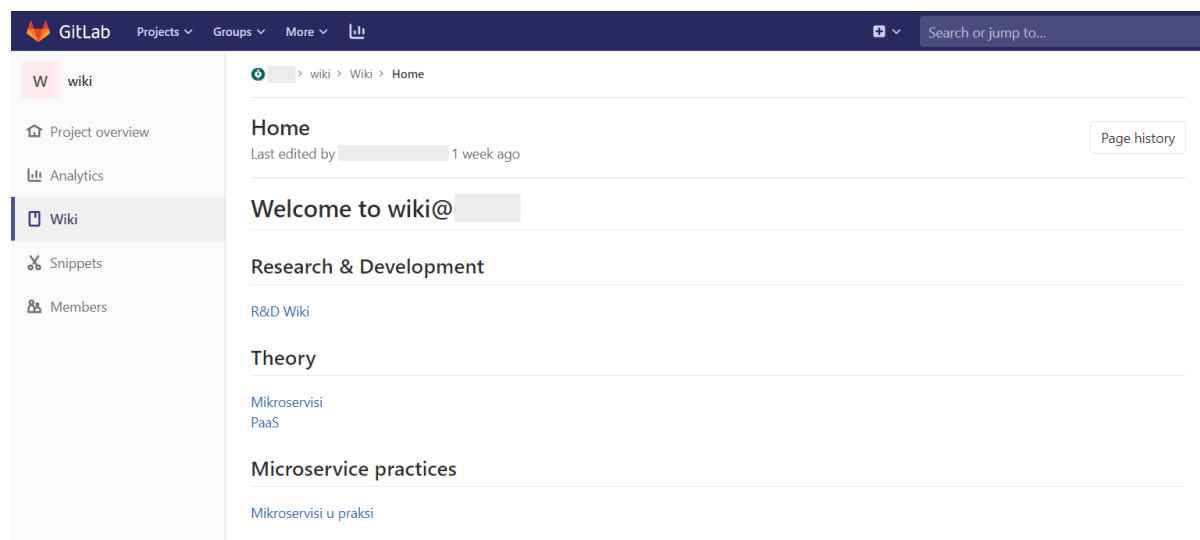 GitLab Projects Groups More Search or jump to...
W wiki
Project overview
Analytics
Wiki
Snippets
Members
> wiki > Wiki > Home
Home
Last edited by 1 week ago
Page history
Welcome to wiki@
Research & Development
R&D Wiki
Theory
Mikroservisi
PaaS
Microservice practices
Mikroservisi u praksi